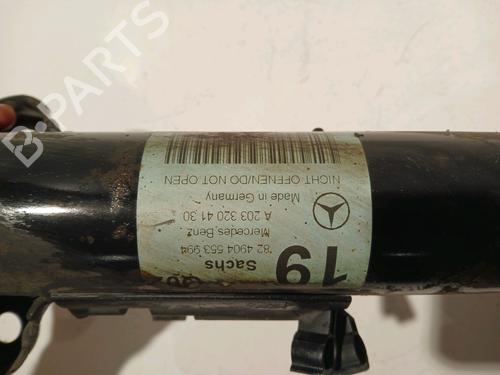 B-PARTS
19
Sachs
82 4904 553 994
Mercedes, Benz
A 203 320 41 30
Made in Germany
NICHT OFFENEN/DO NOT OPEN